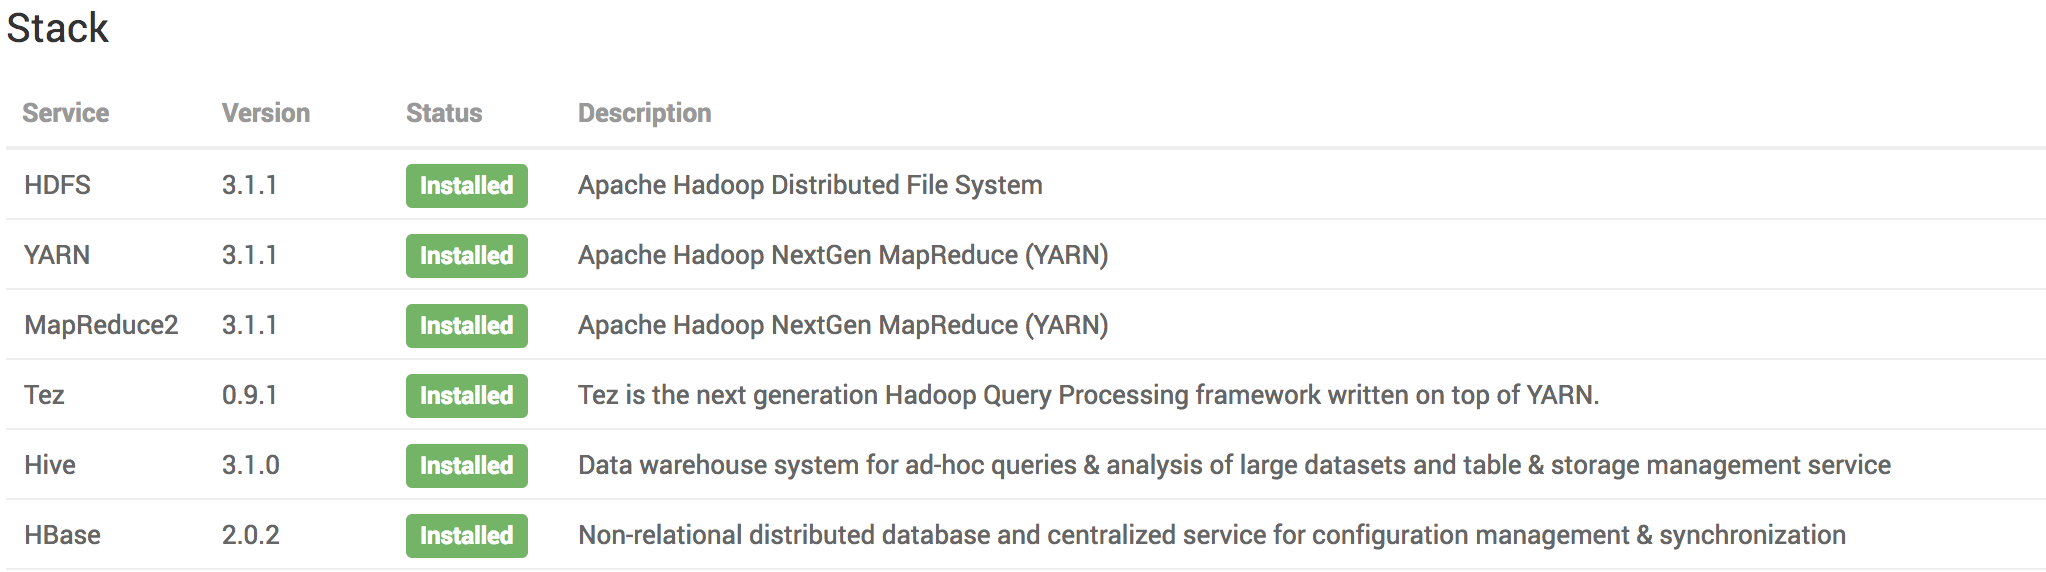 Stack
Service Version Status Description
HDFS 3.1.1 Installed Apache Hadoop Distributed File System
YARN 3.1.1 Installed Apache Hadoop NextGen MapReduce (YARN)
MapReduce2 3.1.1 Installed Apache Hadoop NextGen MapReduce (YARN)
Tez 0.9.1 Installed Tez is the next generation Hadoop Query Processing framework written on top of YARN.
Hive 3.1.0 Installed Data warehouse system for ad-hoc queries & analysis of large datasets and table & storage management service
HBase 2.0.2 Installed Non-relational distributed database and centralized service for configuration management & synchronization